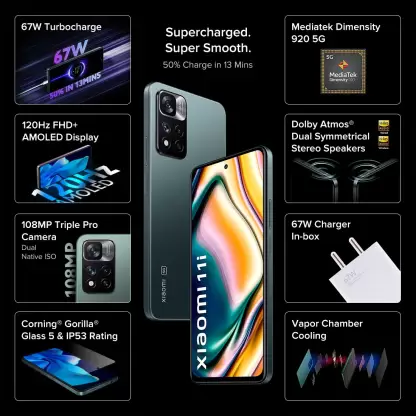 67W Turbocharge
67W
50% IN 13MINS
Supercharged.
Super Smooth.
50% Charge in 13 Mins
Mediatek Dimensity
920 5G
5G
MediaTek
Dimensity
120Hz FHD+
AMOLED Display
120Hz
AMOLED
Dolby Atmos®
Dual Symmetrical
Stereo Speakers
108MP Triple Pro
Camera
Dual
Native ISO
108MP
67W Charger
In-box
67W
xiaomi
xiaomi 11i
Corning® Gorilla®
Glass 5 & IP53 Rating
Vapor Chamber
Cooling